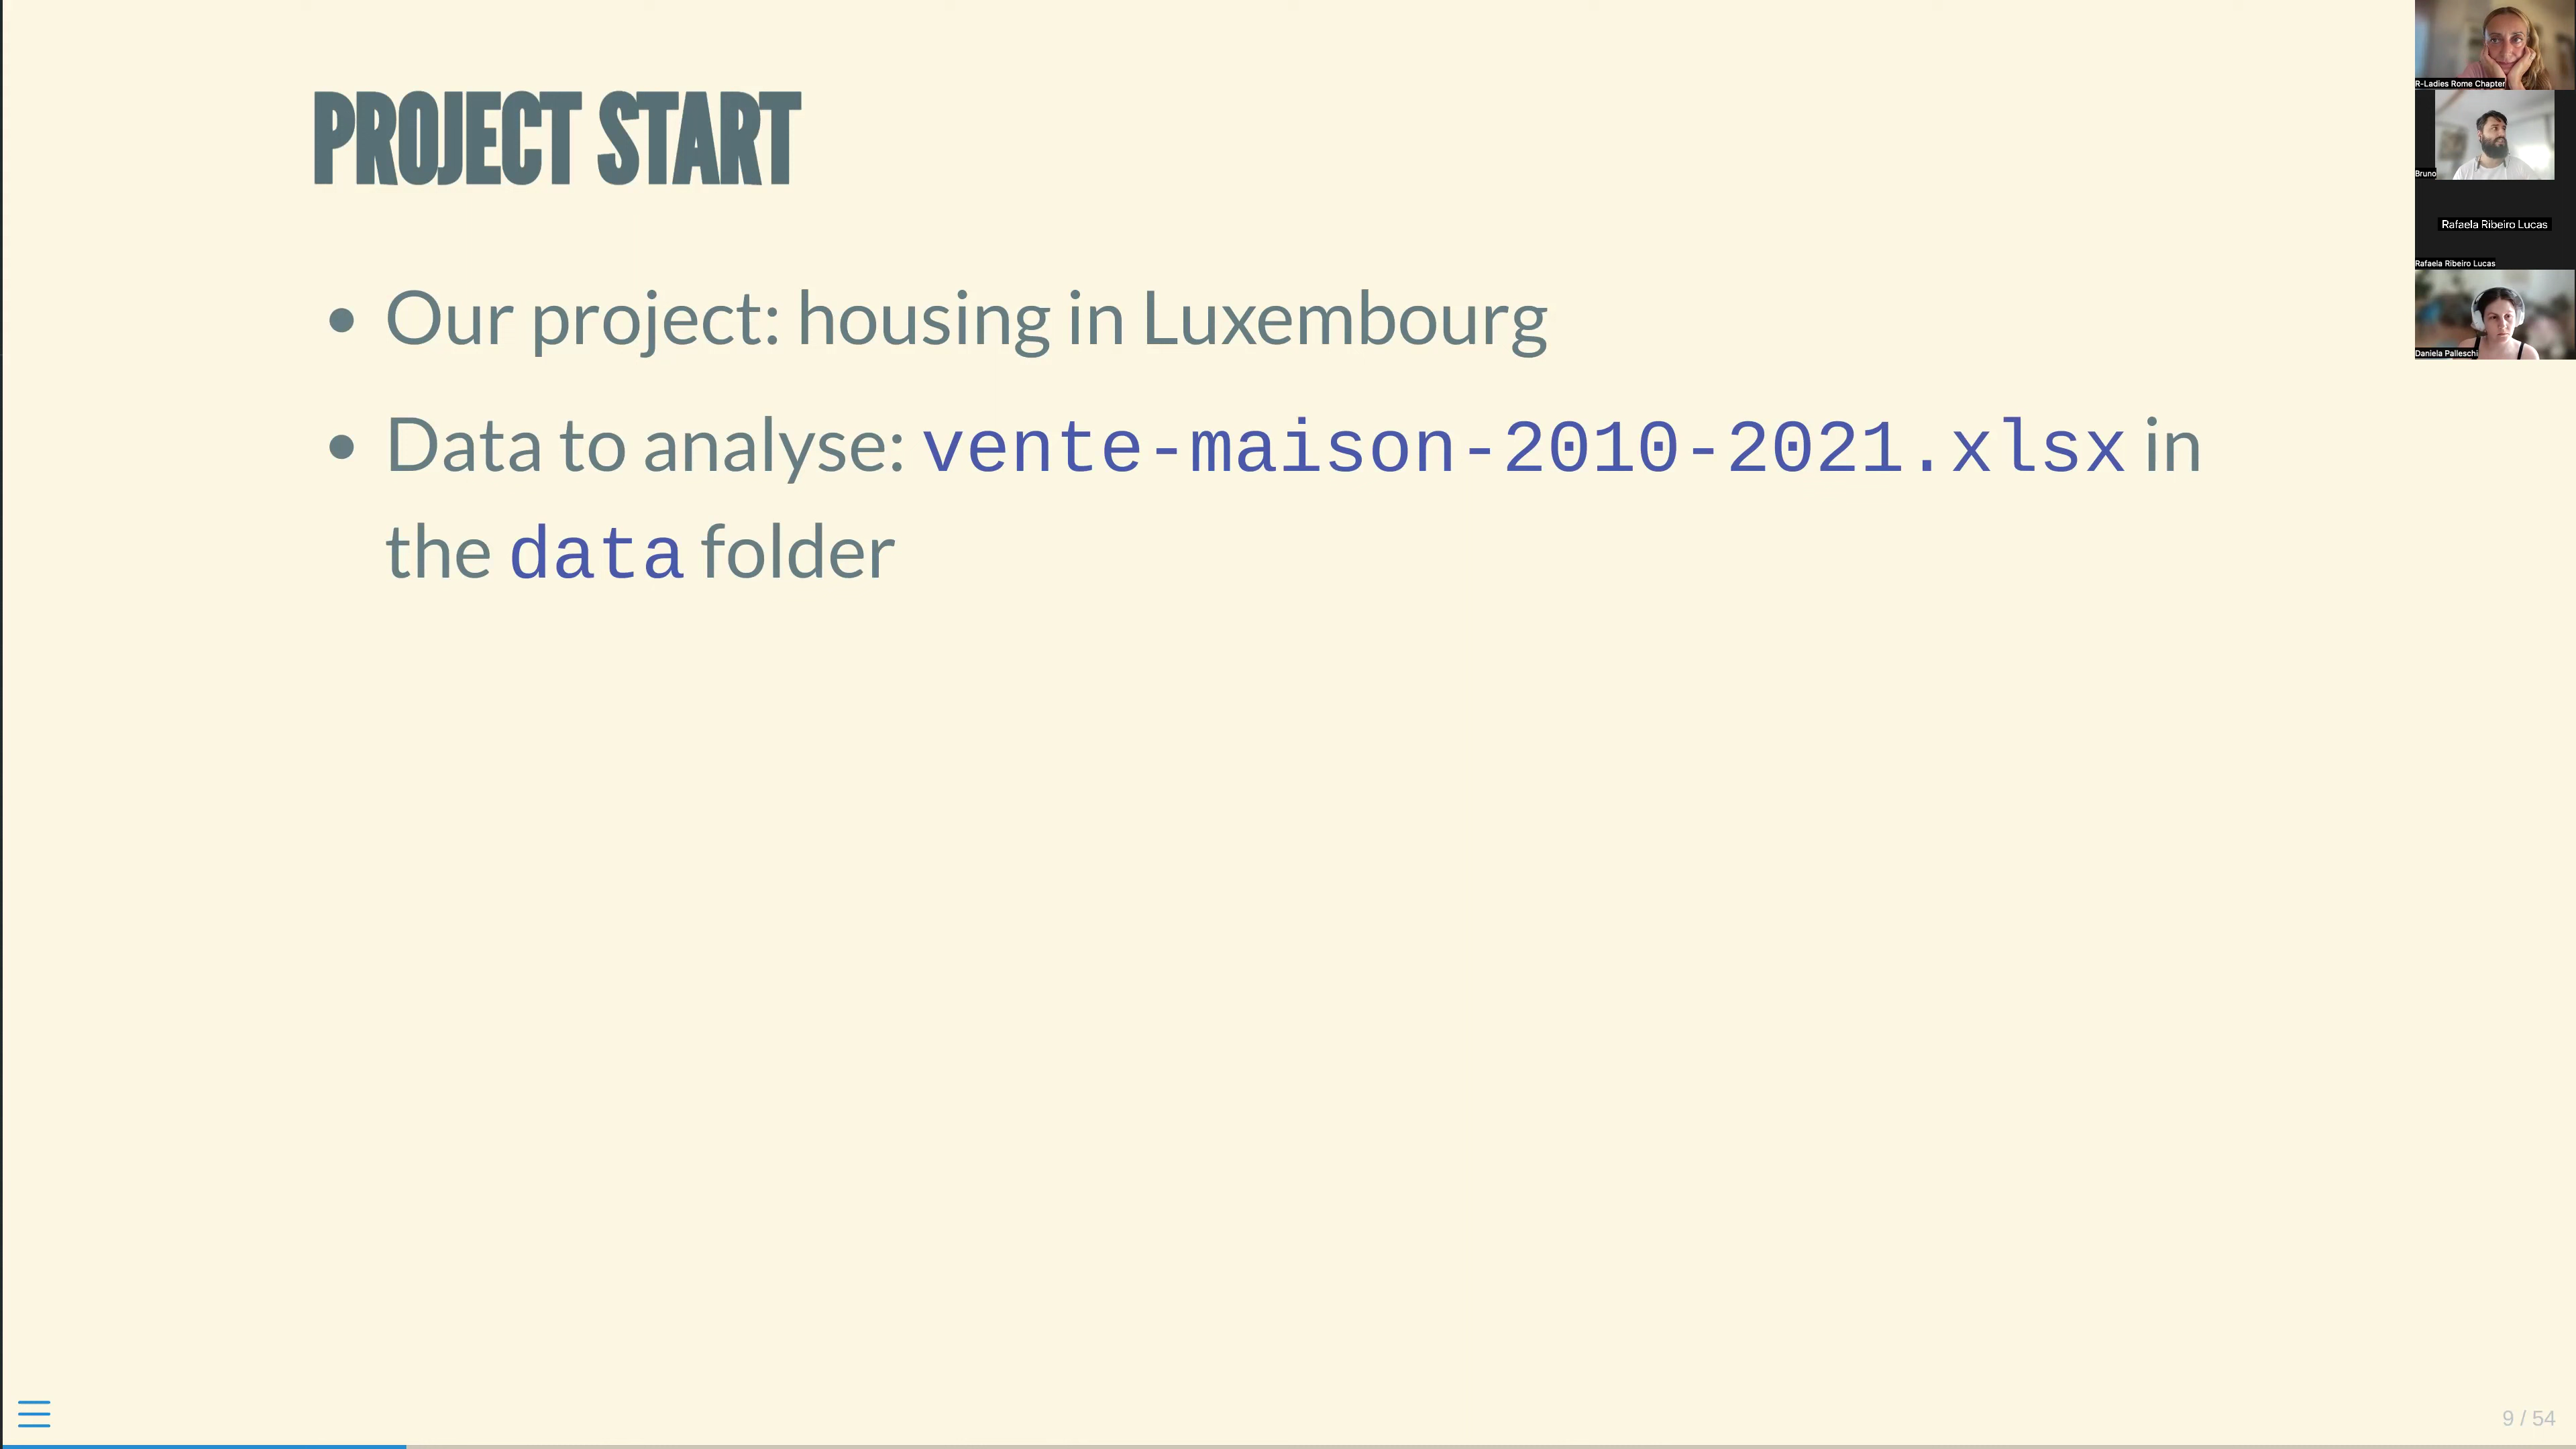 PROJECT START
• Our project: housing in Luxembourg
• Data to analyse: vente-maison-2010-2021.xlsx in
the data folder
R-Ladies Rome Chapter
Bruno
Rafaela Ribeiro Lucas
Rafaela Ribeiro Lucas
Daniela Palleschi
9 / 54